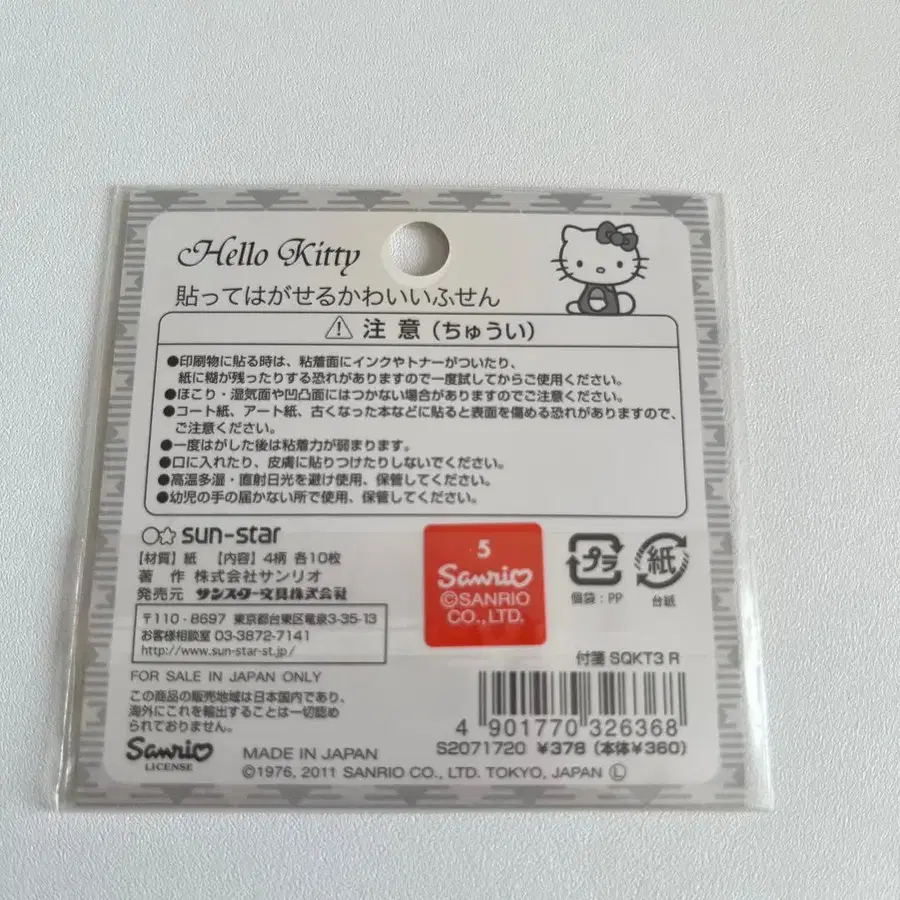 Hello Kitty
貼ってはがせるかわいいふせん
⚠ 注意(ちゅうい)
●印刷物に貼る時は、粘着面にインクやトナーがついたり、
紙に糊が残ったりする恐れがありますので一度試してからご使用ください。
●ほこり・湿気面や凹凸面にはつかない場合がありますのでご注意ください。
●コート紙、アート紙、古くなった本などに貼ると表面を傷める恐れがありますので、
ご注意ください。
●一度はがした後は粘着力が弱まります。
●口に入れたり、皮膚に貼りつけたりしないでください。
●高温多湿・直射日光を避け使用、保管してください。
●幼児の手の届かない所で使用、保管してください。
○☆ sun-star
【材質】紙 【内容】4柄 各10枚
著 作 株式会社サンリオ
発売元 サンスター文具株式会社
〒110-8697 東京都台東区竜泉3-35-13
お客様相談室 03-3872-7141
http://www.sun-star-st.jp/
5
Sanrio
©SANRIO
CO., LTD.
プラ
個袋:PP
紙
台紙
FOR SALE IN JAPAN ONLY
この商品の販売地域は日本国内であり、
海外にこれを輸出することは一切認め
られておりません。
付箋 SQKT3 R
4 901770 326368
S2071720 ¥378 (本体¥360)
Sanrio
LICENSE
MADE IN JAPAN
©1976, 2011 SANRIO CO., LTD. TOKYO, JAPAN Ⓛ